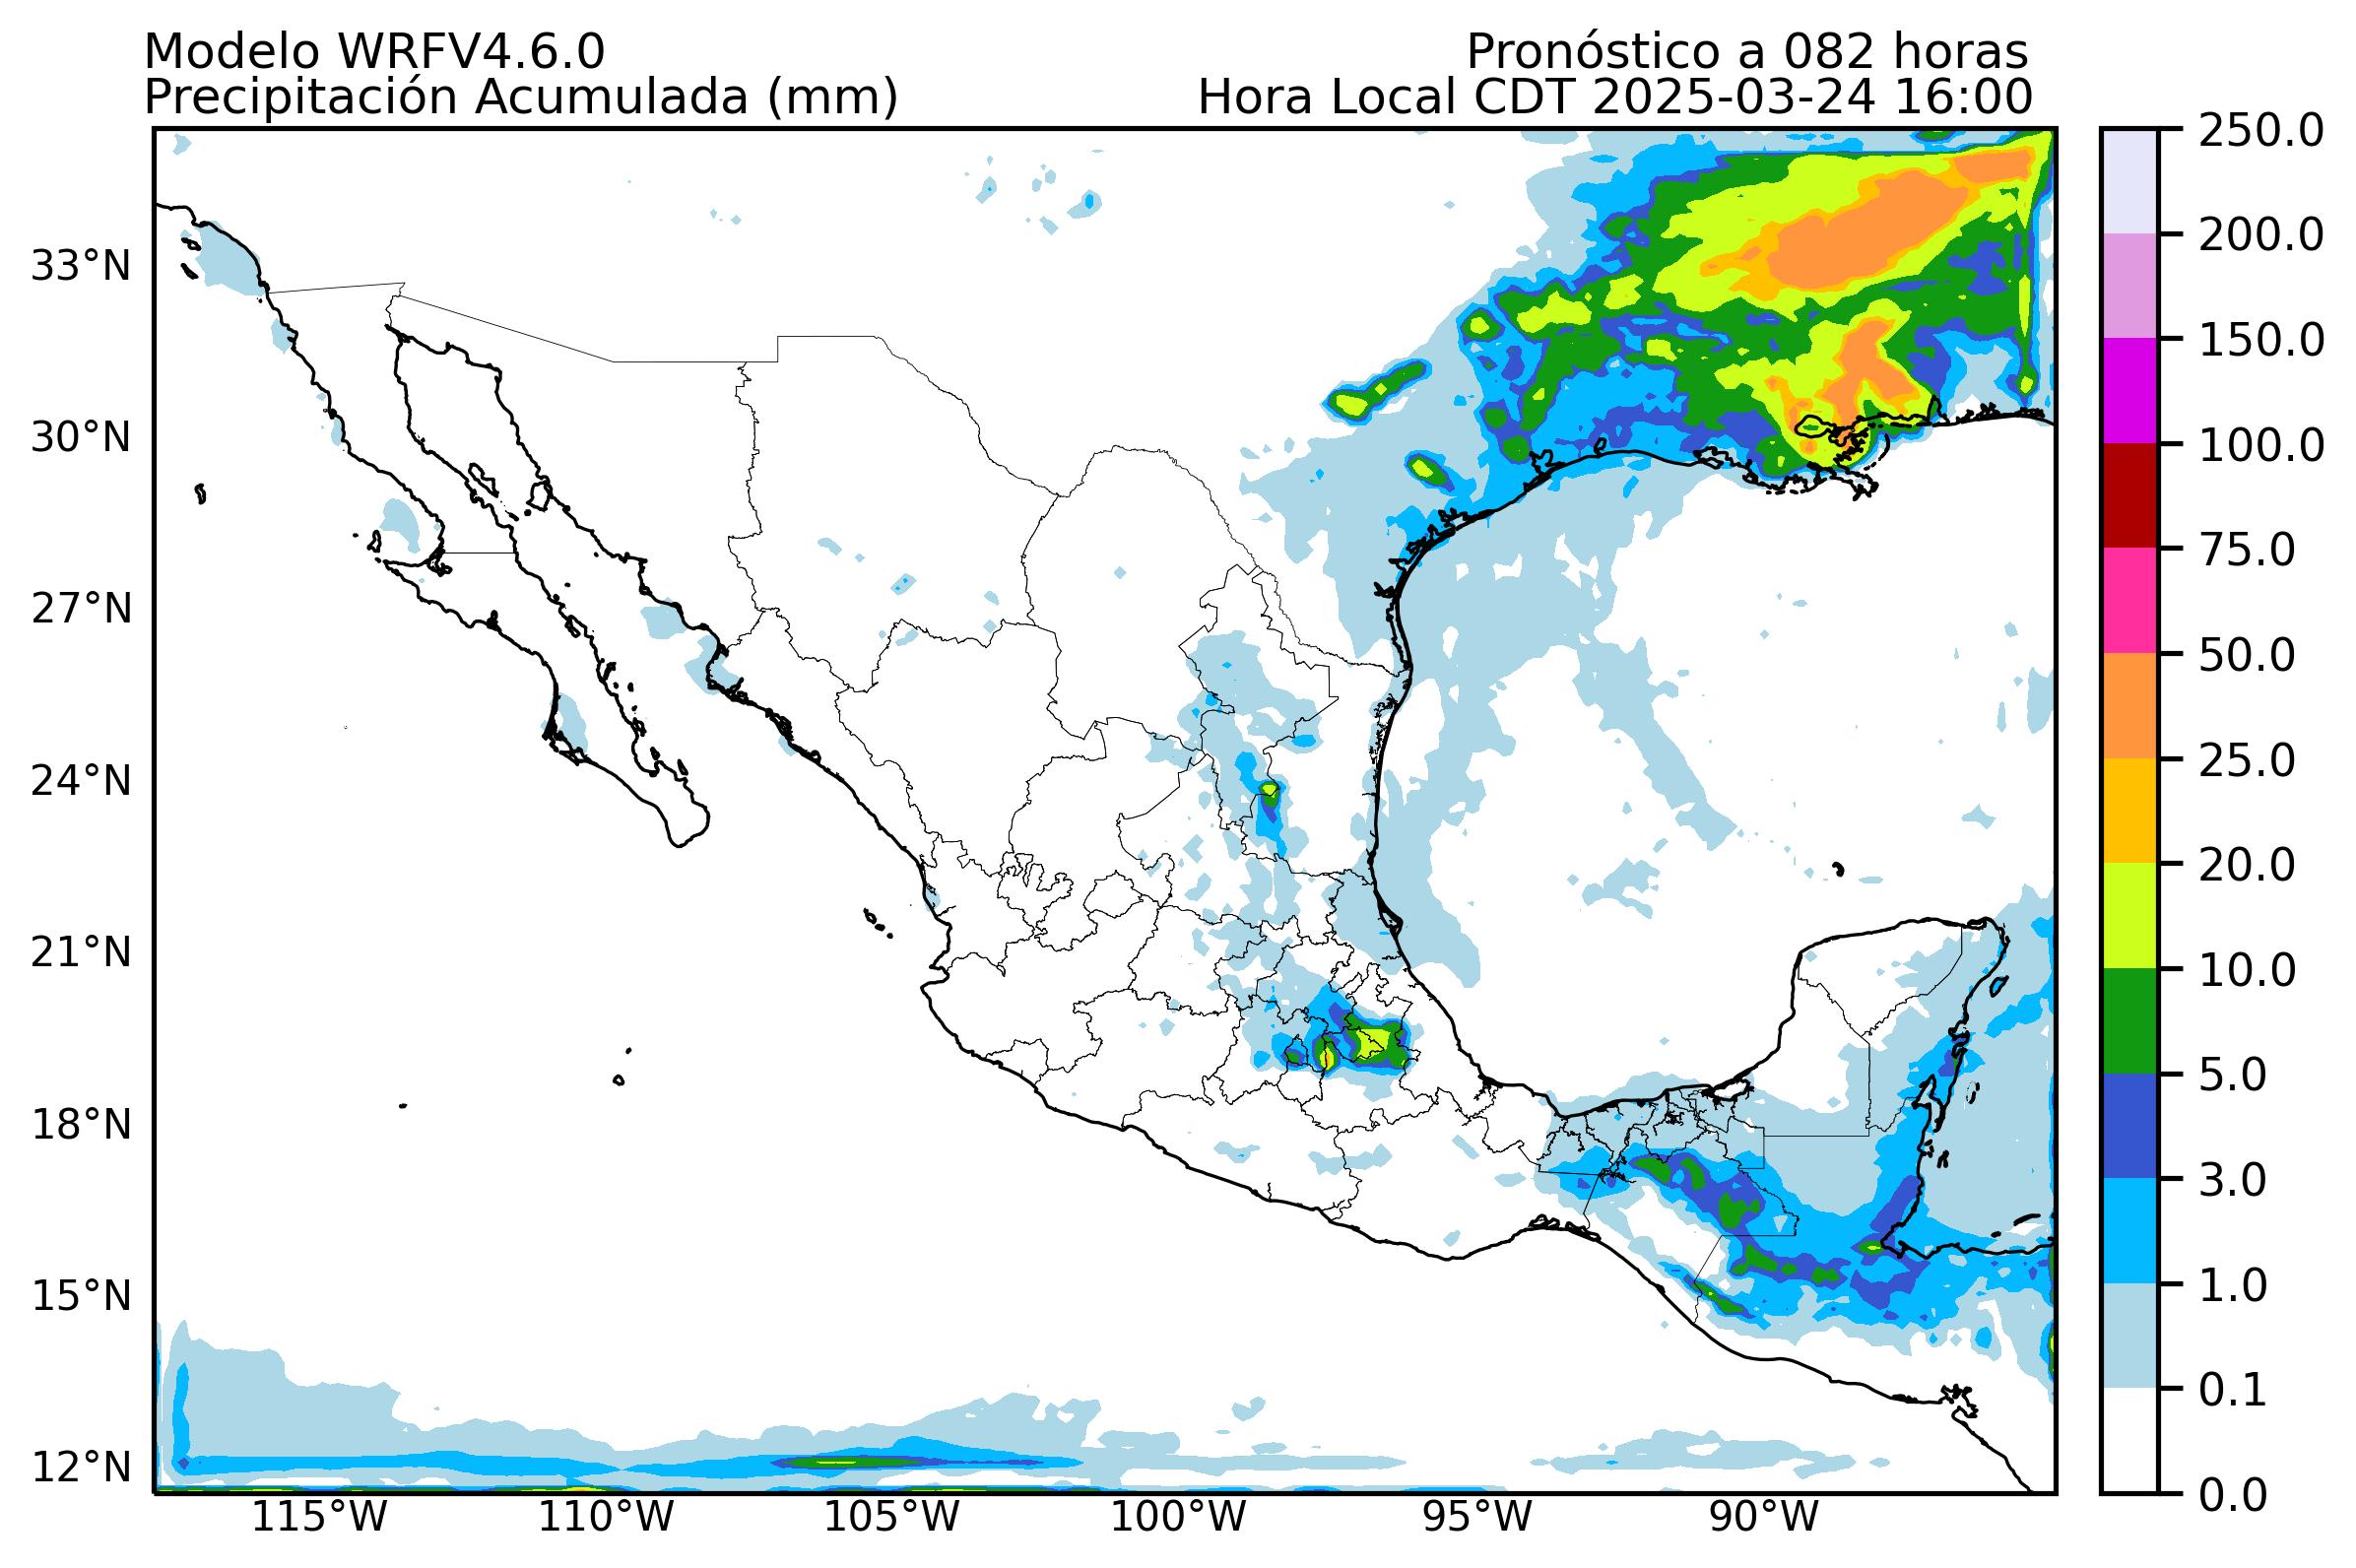 Modelo WRFV4.6.0
Pronóstico a 082 horas
Precipitación Acumulada (mm)
Hora Local CDT 2025-03-24 16:00
33°N
30°N
27°N
24°N
21°N
18°N
15°N
12°N
115°W
110°W
105°W
100°W
95°W
90°W
250.0
200.0
150.0
100.0
75.0
50.0
25.0
20.0
10.0
5.0
3.0
1.0
0.1
0.0